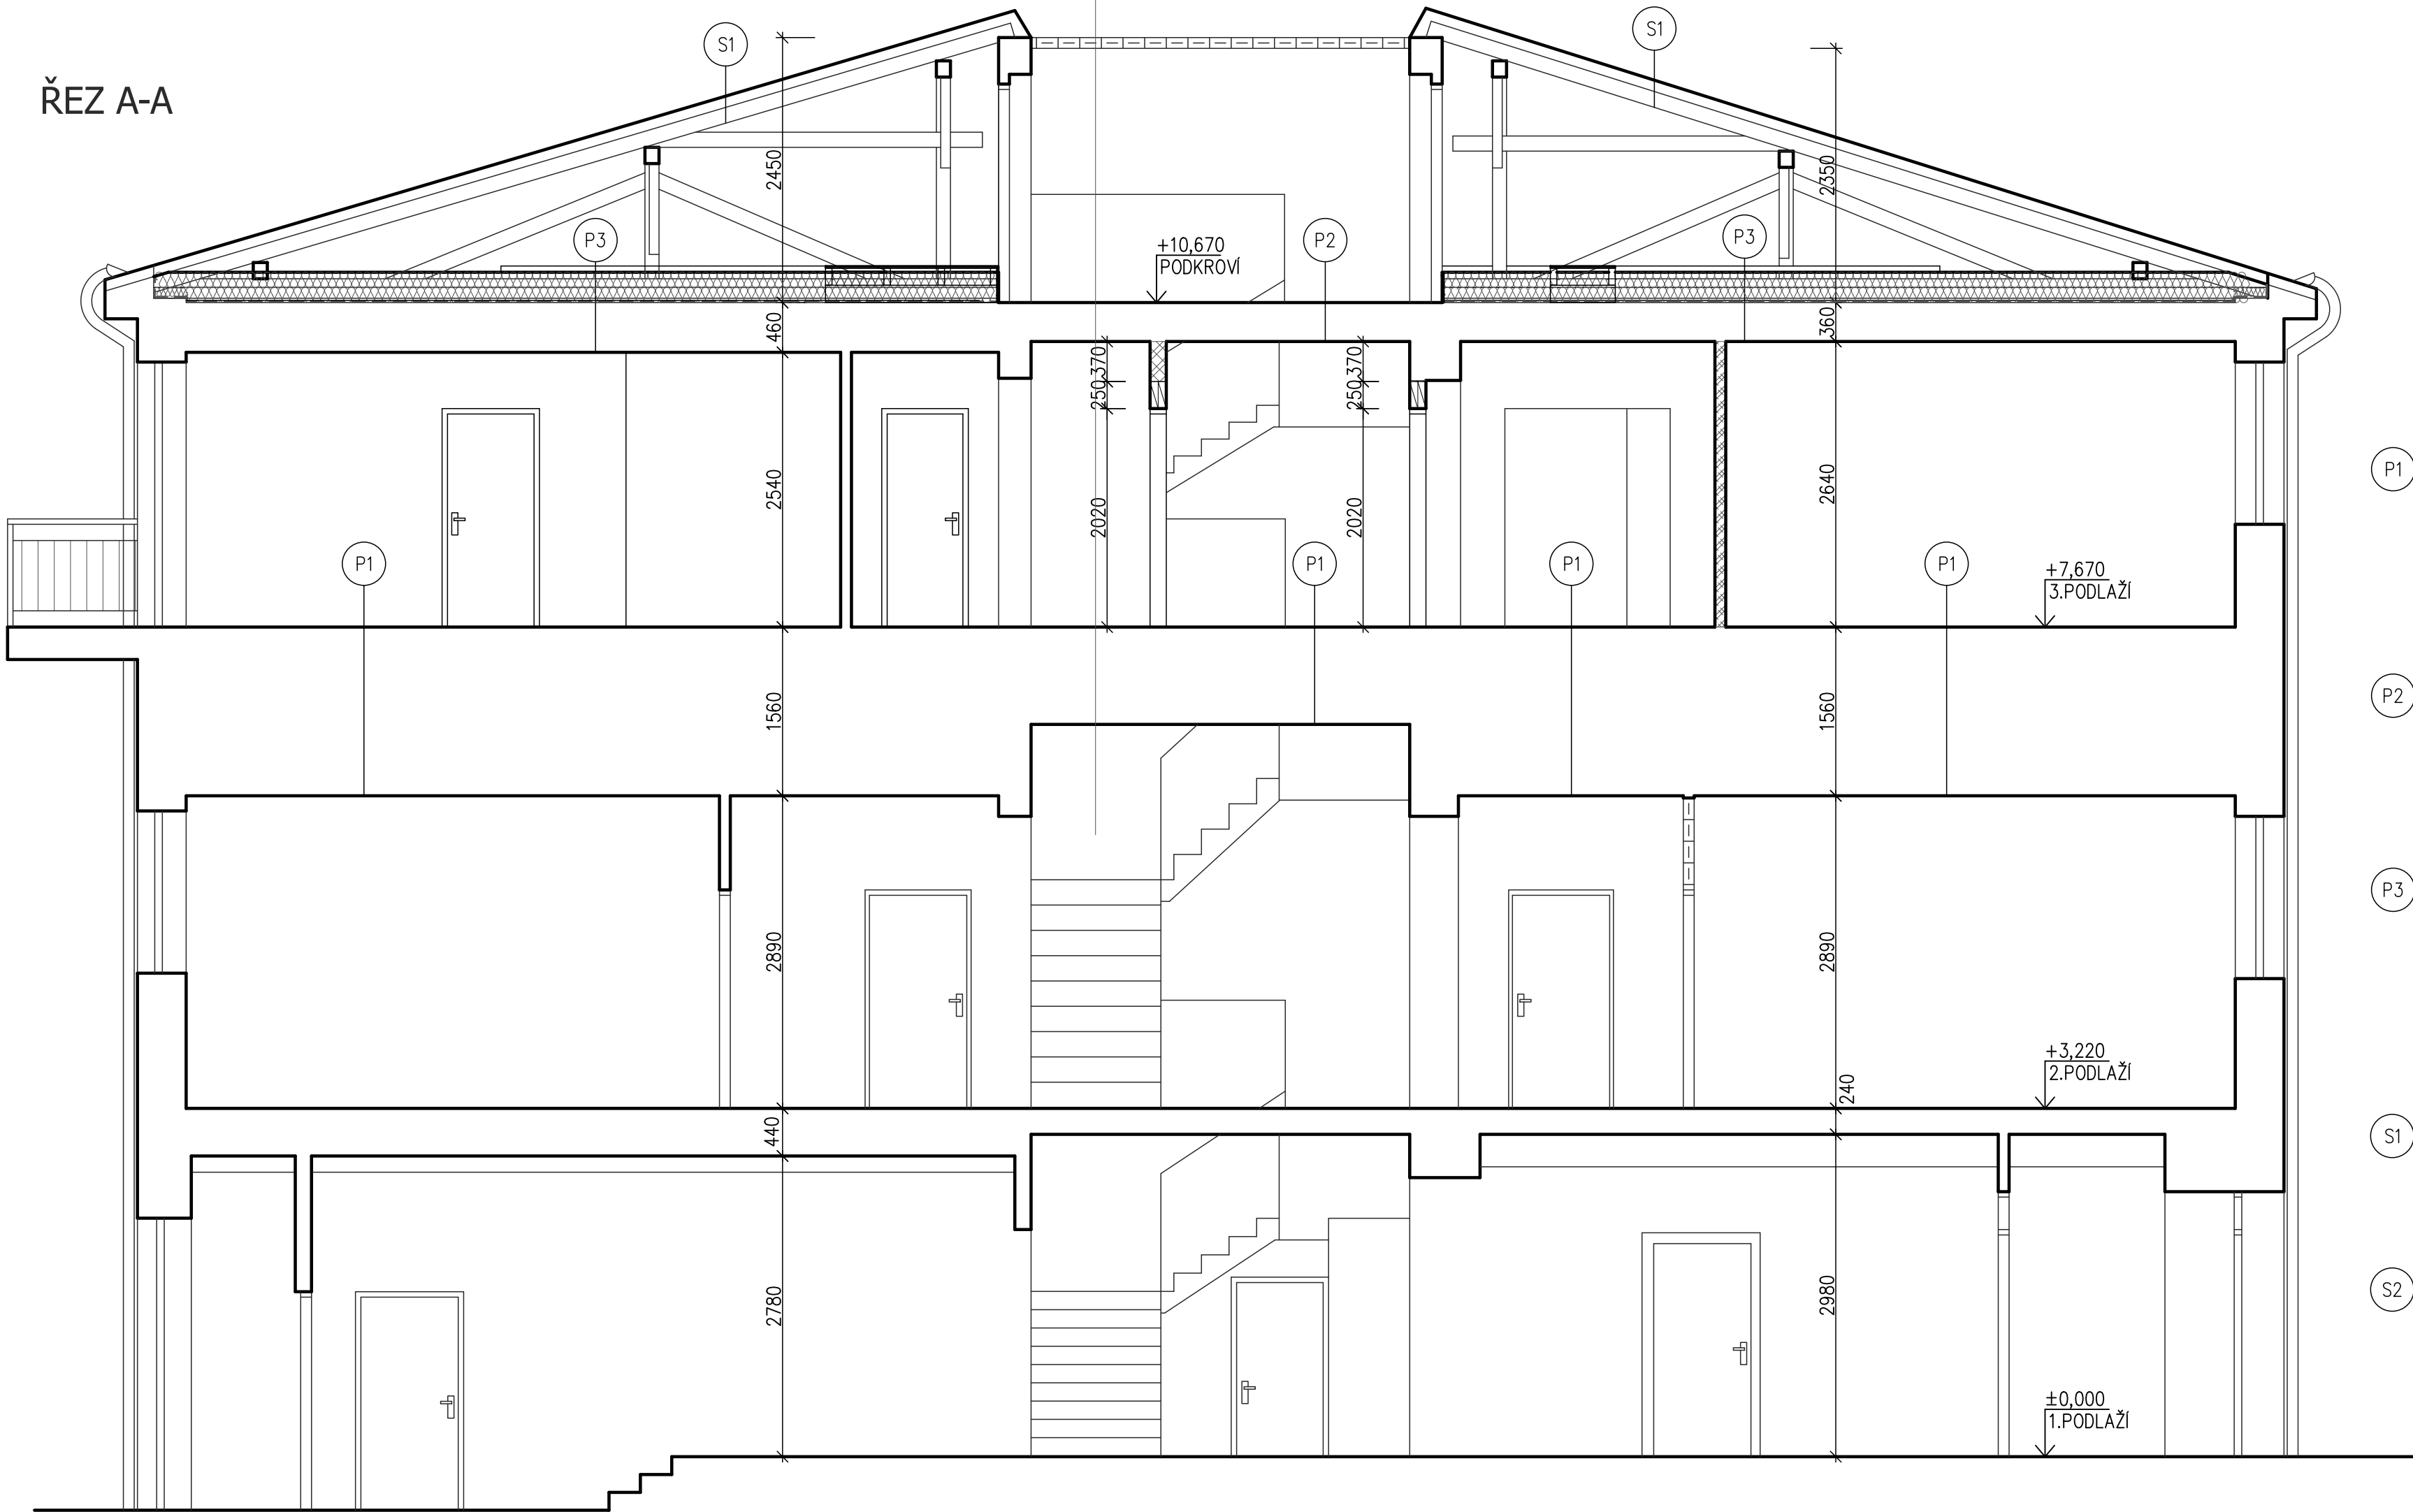 S1
S1
ŘEZ A-A
2450
2350
P3
+10,670
PODKROVÍ
P2
P3
460
370
250
370
250
360
P1
2540
2020
2020
2640
P1
P1
P1
P1
+7,670
3.PODLAŽÍ
P2
1560
1560
P3
2890
2890
+3,220
2.PODLAŽÍ
240
440
S1
2780
2980
S2
±0,000
1.PODLAŽÍ